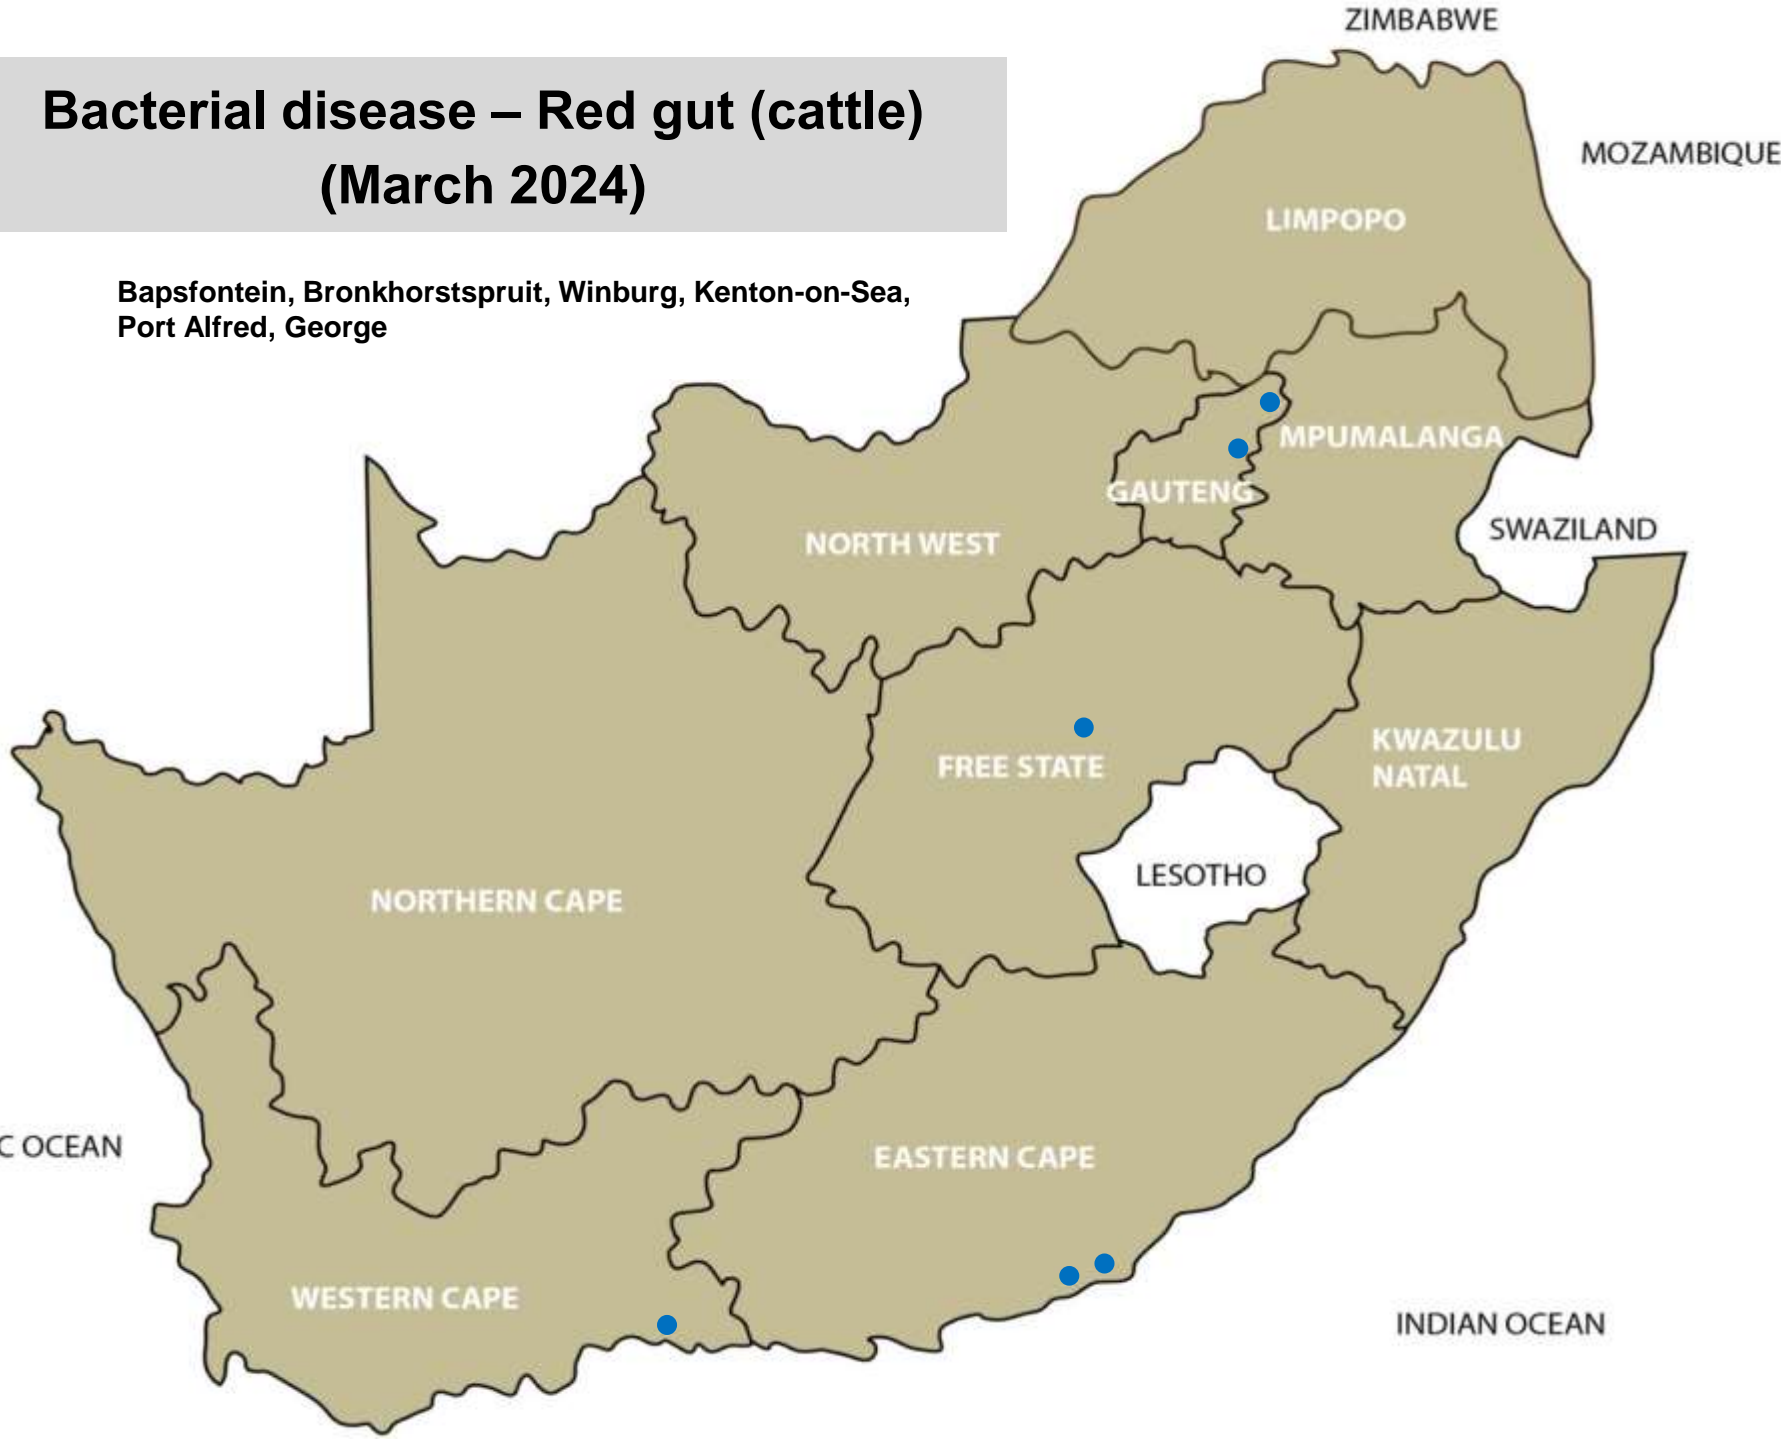 ZIMBABWE
Bacterial disease – Red gut (cattle)
(March 2024)
MOZAMBIQUE
LIMPOPO
Bapsfontein, Bronkhorstspruit, Winburg, Kenton-on-Sea,
Port Alfred, George
MPUMALANGA
GAUTENG
SWAZILAND
NORTH WEST
KWAZULU
NATAL
FREE STATE
LESOTHO
NORTHERN CAPE
C OCEAN
EASTERN CAPE
WESTERN CAPE
INDIAN OCEAN